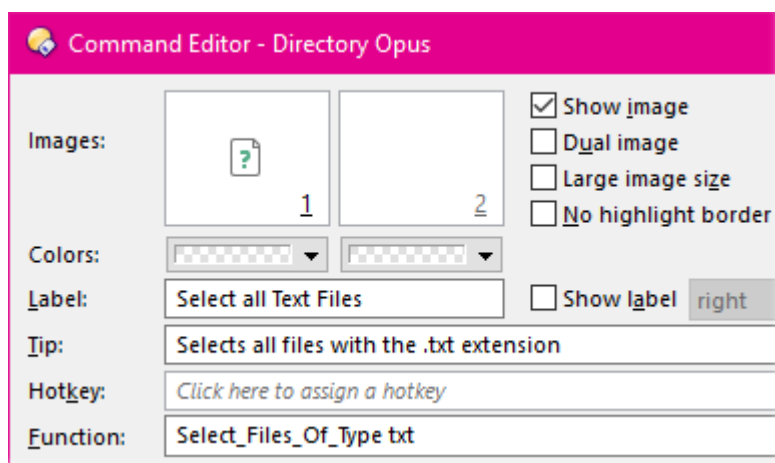 Command Editor - Directory Opus
Images:
?
1
2
Show image
Dual image
Large image size
No highlight border
Colors:
Label:
Select all Text Files
Show label
right
Tip:
Selects all files with the .txt extension
Hotkey:
Click here to assign a hotkey
Function:
Select_Files_Of_Type txt